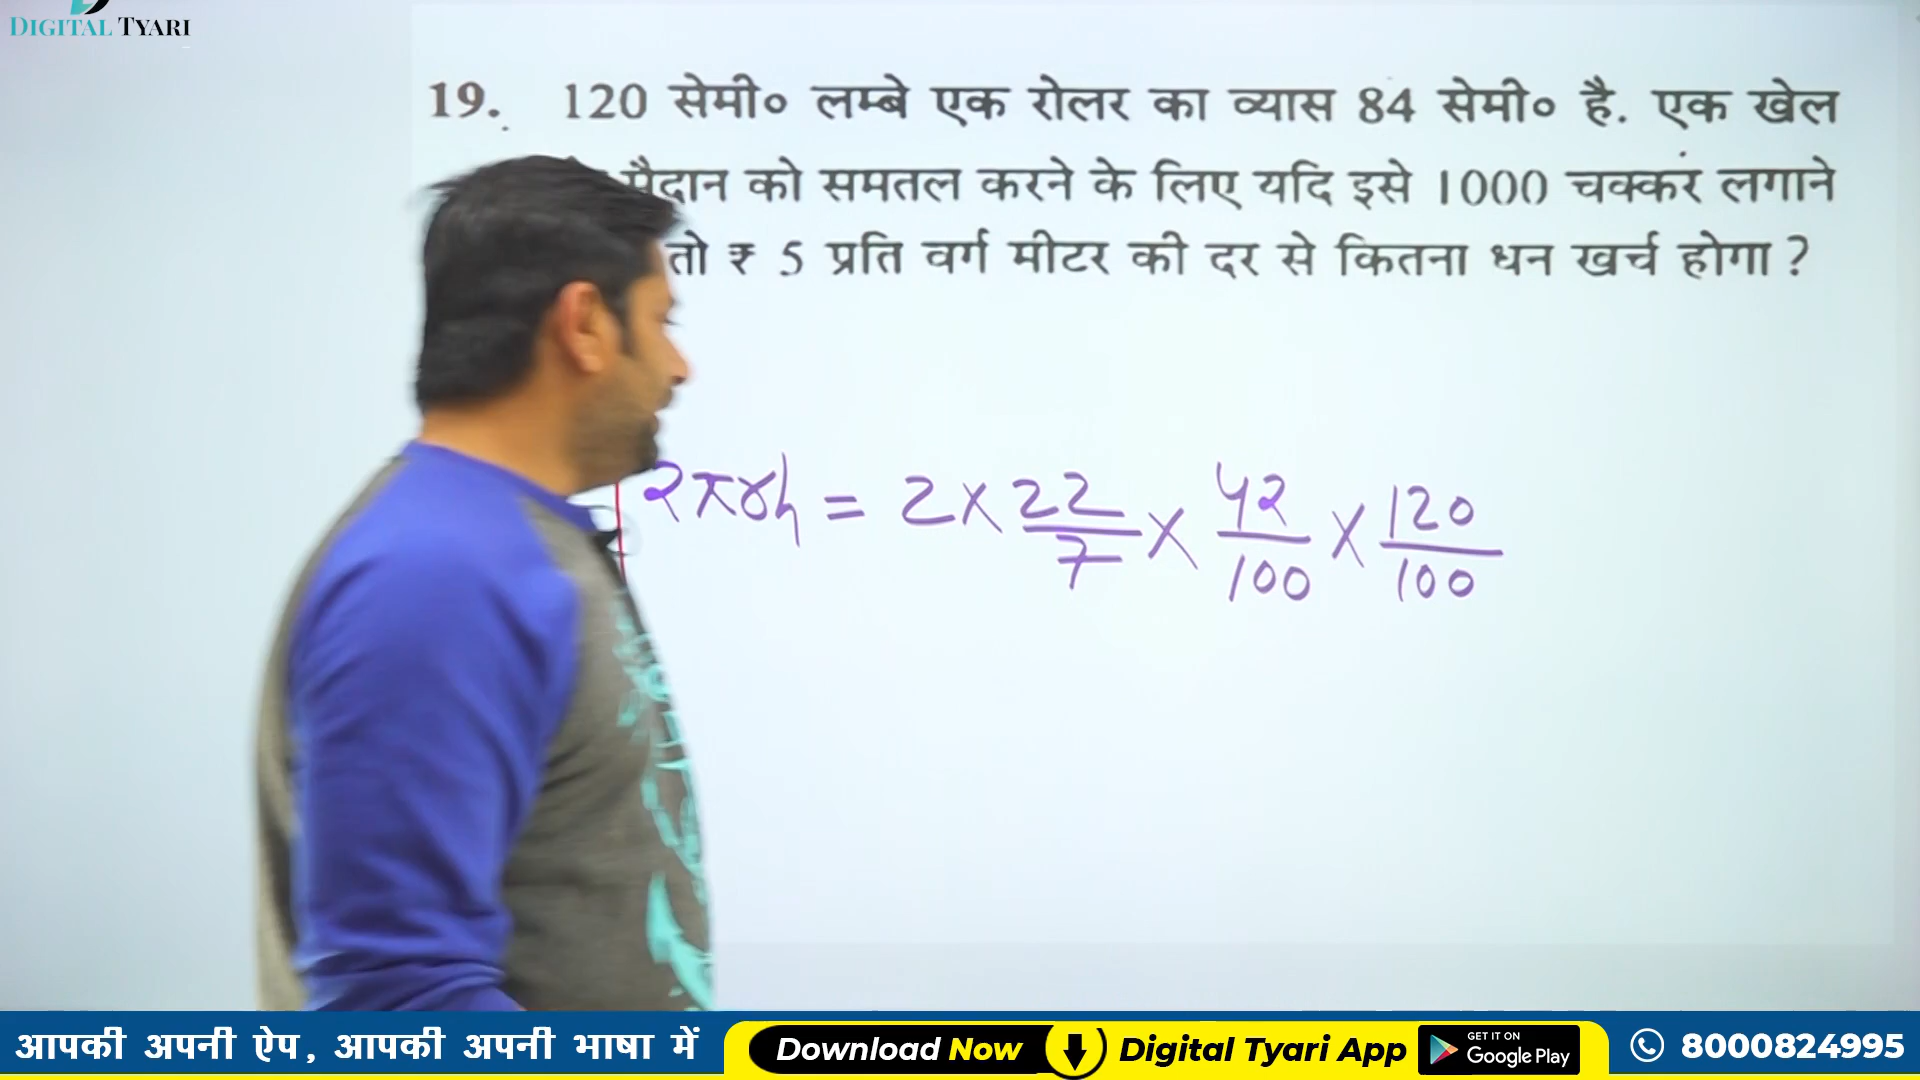 DIGITAL TYARI
19. 120 सेमी० लम्बे एक रोलर का व्यास 84 सेमी० है. एक खेल
मैदान को समतल करने के लिए यदि इसे 1000 चक्कर लगाने
तो ₹ 5 प्रति वर्ग मीटर की दर से कितना धन खर्च होगा ?
2πrh = 2 × 22/7 × 42/100 × 120/100
आपकी अपनी ऐप, आपकी अपनी भाषा में
Download Now
Digital Tyari App
GET IT ON
Google Play
8000824995